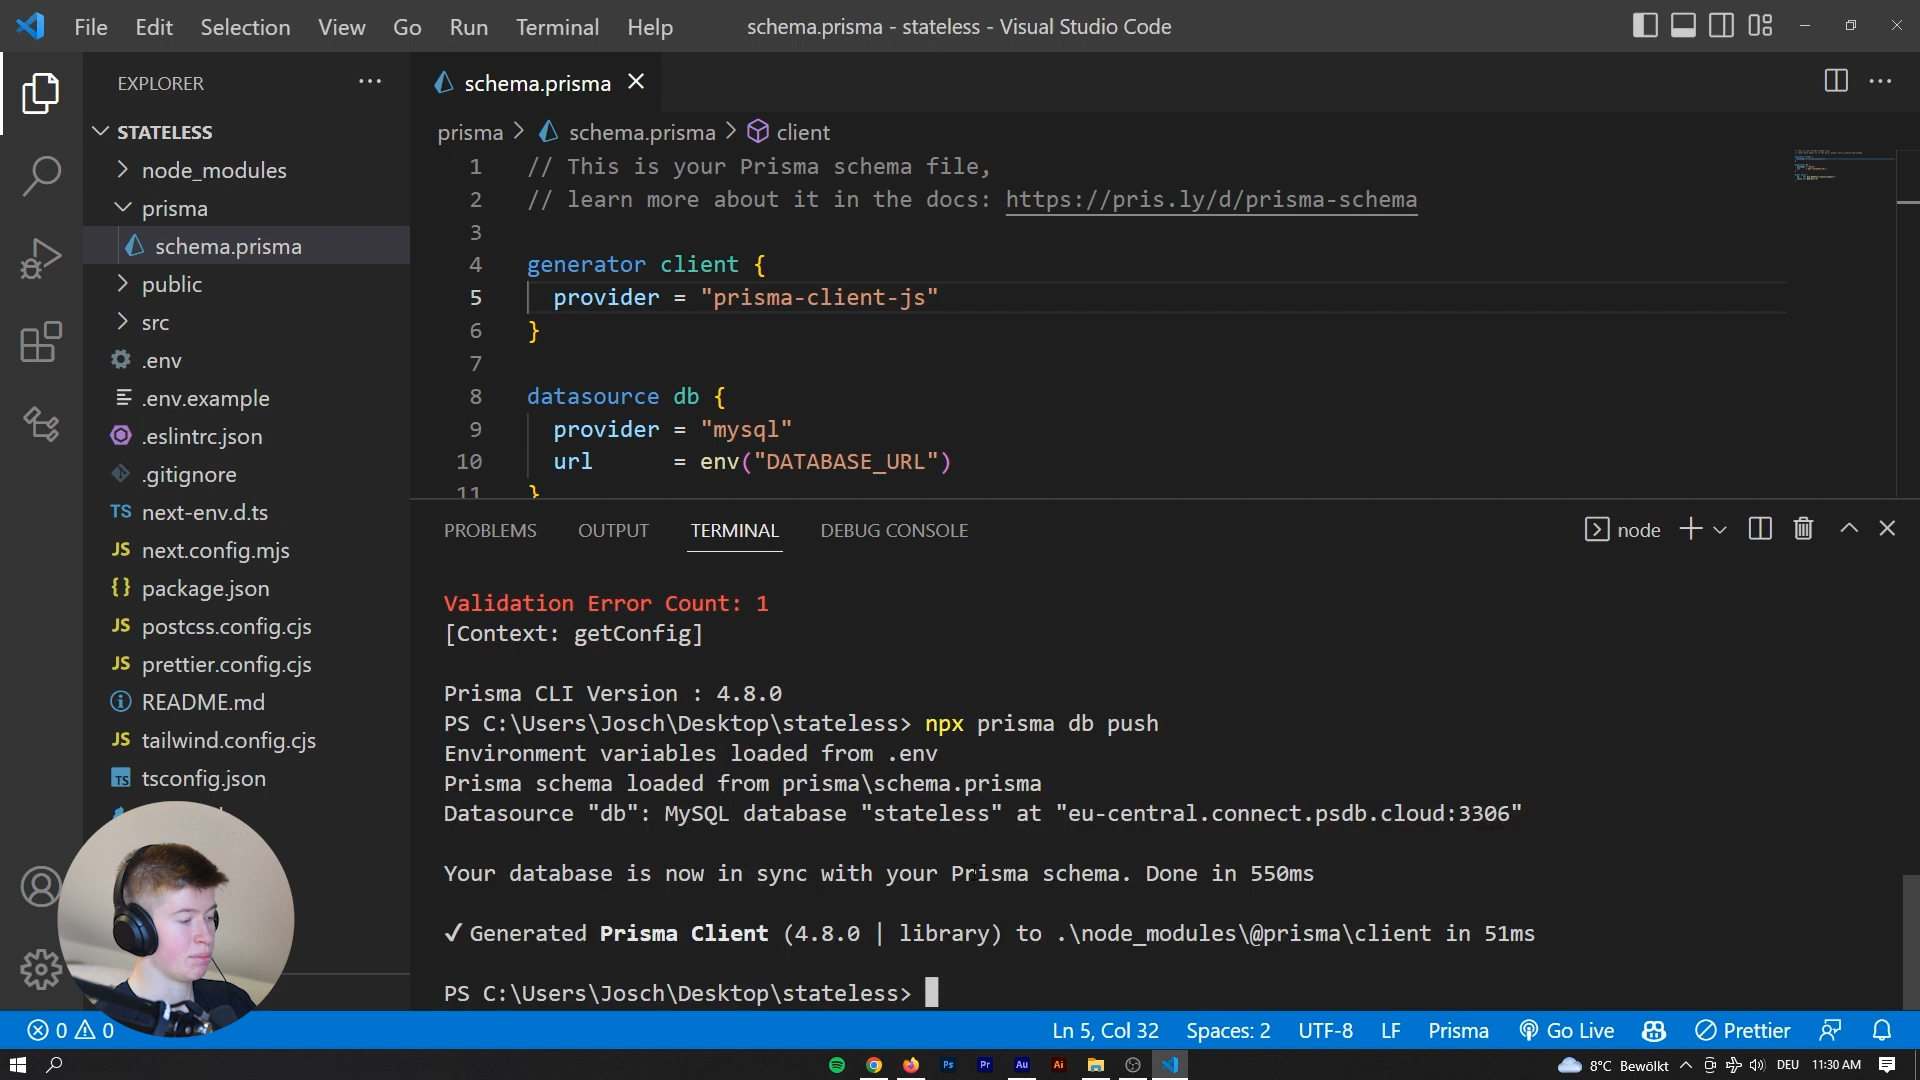 File Edit Selection View Go Run Terminal Help
schema.prisma - stateless - Visual Studio Code
EXPLORER
STATELESS
node_modules
prisma
schema.prisma
public
src
.env
.env.example
.eslintrc.json
.gitignore
TS next-env.d.ts
JS next.config.mjs
{} package.json
JS postcss.config.cjs
JS prettier.config.cjs
README.md
JS tailwind.config.cjs
TS tsconfig.json
schema.prisma
prisma > schema.prisma > client
1 // This is your Prisma schema file,
2 // learn more about it in the docs: https://pris.ly/d/prisma-schema
3
4 generator client {
5 provider = "prisma-client-js"
6 }
7
8 datasource db {
9 provider = "mysql"
10 url = env("DATABASE_URL")
11 }
PROBLEMS OUTPUT TERMINAL DEBUG CONSOLE
node
Validation Error Count: 1
[Context: getConfig]
Prisma CLI Version : 4.8.0
PS C:\Users\Josch\Desktop\stateless> npx prisma db push
Environment variables loaded from .env
Prisma schema loaded from prisma\schema.prisma
Datasource "db": MySQL database "stateless" at "eu-central.connect.psdb.cloud:3306"
Your database is now in sync with your Prisma schema. Done in 550ms
✔ Generated Prisma Client (4.8.0 | library) to .\node_modules\@prisma\client in 51ms
PS C:\Users\Josch\Desktop\stateless>
0 0
Ln 5, Col 32 Spaces: 2 UTF-8 LF Prisma Go Live Prettier
Ps Pr Au Ai
8°C Bewölkt DEU 11:30 AM